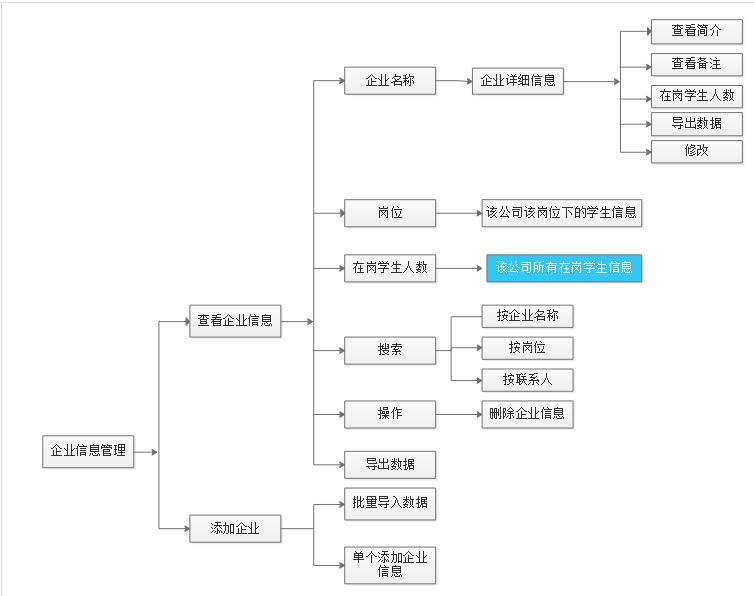 查看简介
企业名称
企业详细信息
查看备注
在岗学生人数
导出数据
修改
岗位
该公司该岗位下的学生信息
在岗学生人数
该公司所有在岗学生信息
查看企业信息
按企业名称
搜索
按岗位
按联系人
操作
删除企业信息
企业信息管理
导出数据
批量导入数据
添加企业
单个添加企业
信息